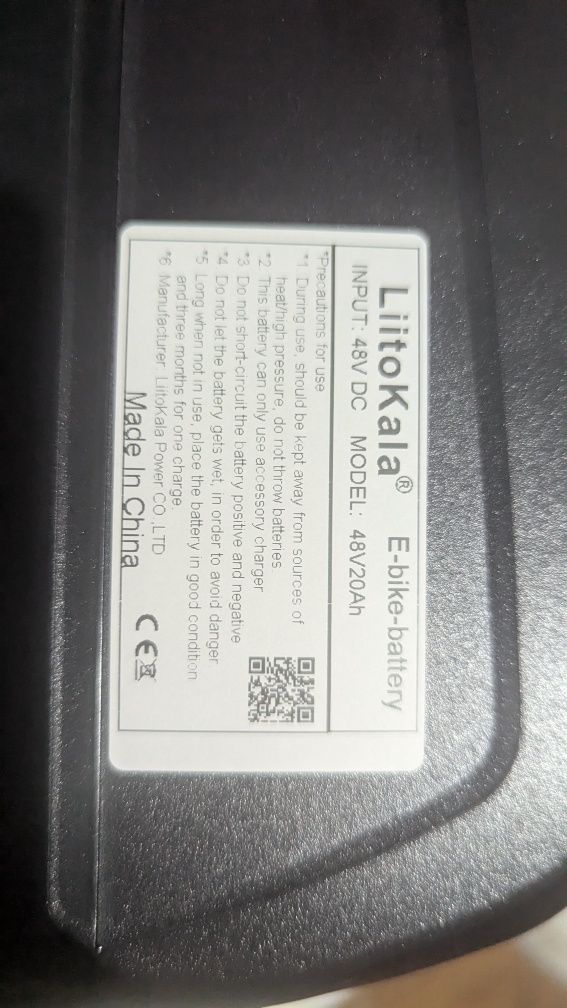 LiitoKala® E-bike-battery
INPUT: 48V DC MODEL: 48V20Ah
*Precautions for use
*1 During use, should be kept away from sources of
heat/high pressure, do not throw batteries.
*2 This battery can only use accessory charger
*3 Do not short-circuit the battery positive and negative
*4 Do not let the battery gets wet, in order to avoid danger
*5 Long when not in use, place the battery in good condition
and three months for one charge.
*6 Manufacturer: LiitoKala Power Co.,LTD
Made In China CE